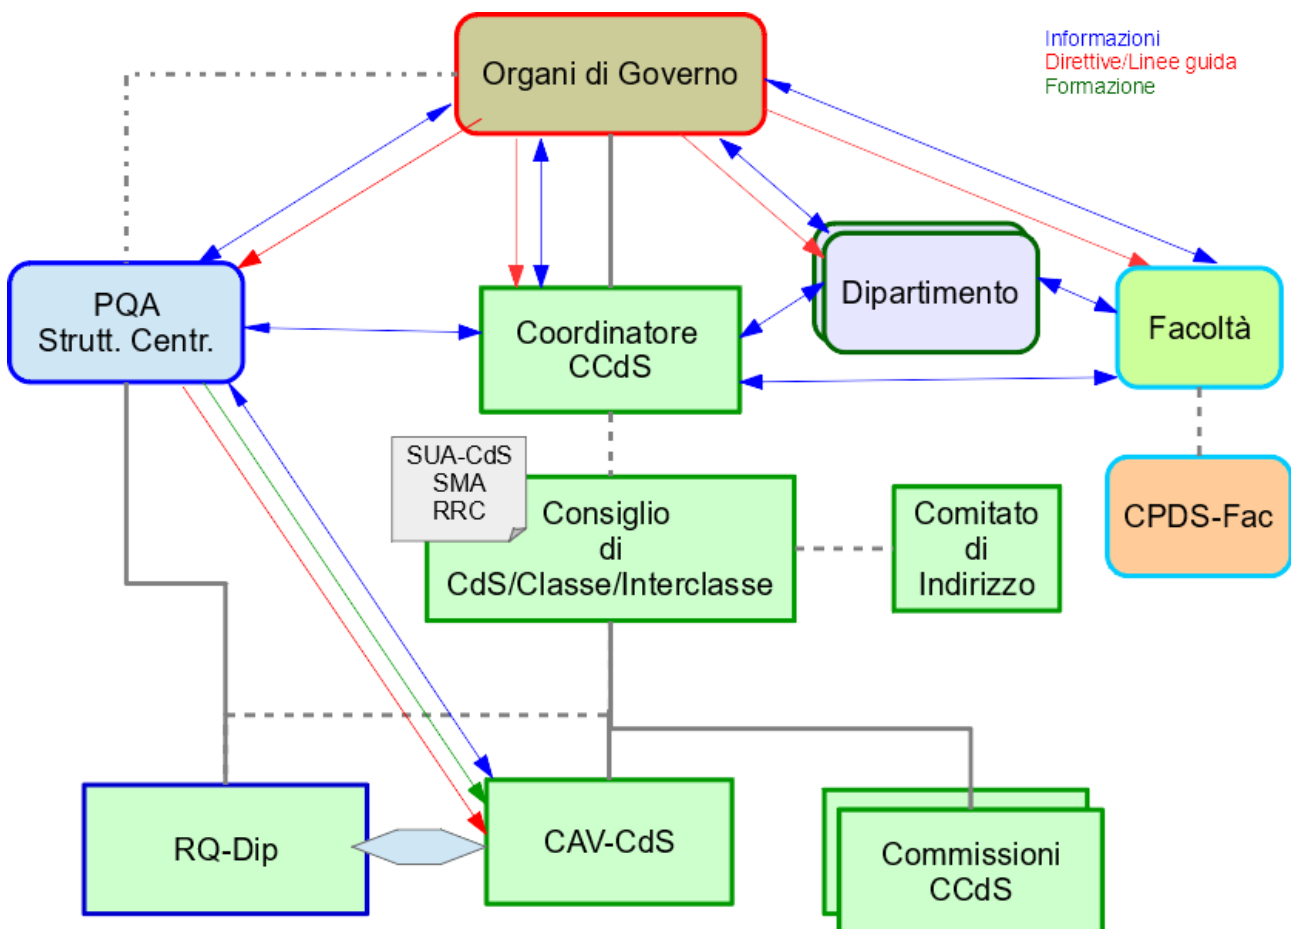 Informazioni
Direttive/Linee guida
Formazione
Organi di Governo
PQA
Strutt. Centr.
Coordinatore
CCdS
Dipartimento
Facoltà
SUA-CdS
SMA
RRC
Consiglio
di
CdS/Classe/Interclasse
Comitato
di
Indirizzo
CPDS-Fac
RQ-Dip
CAV-CdS
Commissioni
CCdS